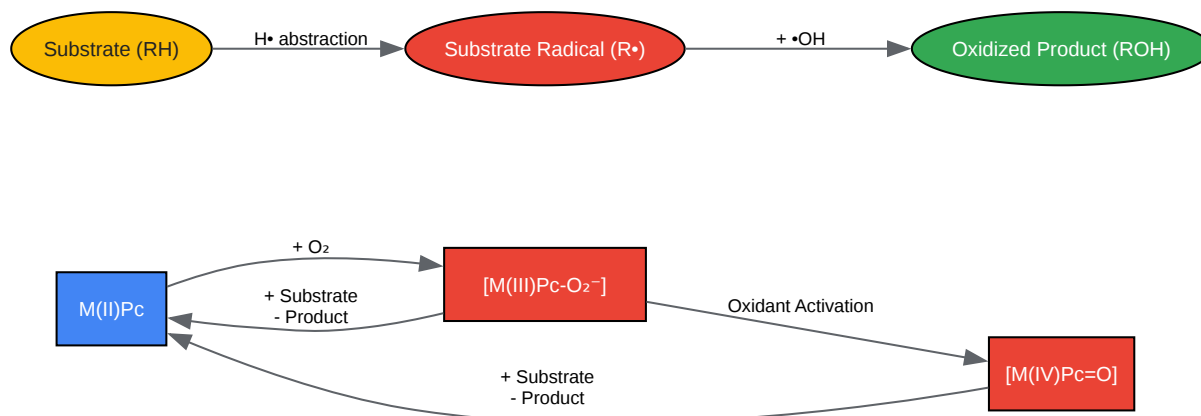 Substrate (RH)
H• abstraction
Substrate Radical (R•)
+ •OH
Oxidized Product (ROH)
M(II)Pc
+ O₂
+ Substrate
- Product
[M(III)Pc-O₂⁻]
Oxidant Activation
+ Substrate
- Product
[M(IV)Pc=O]